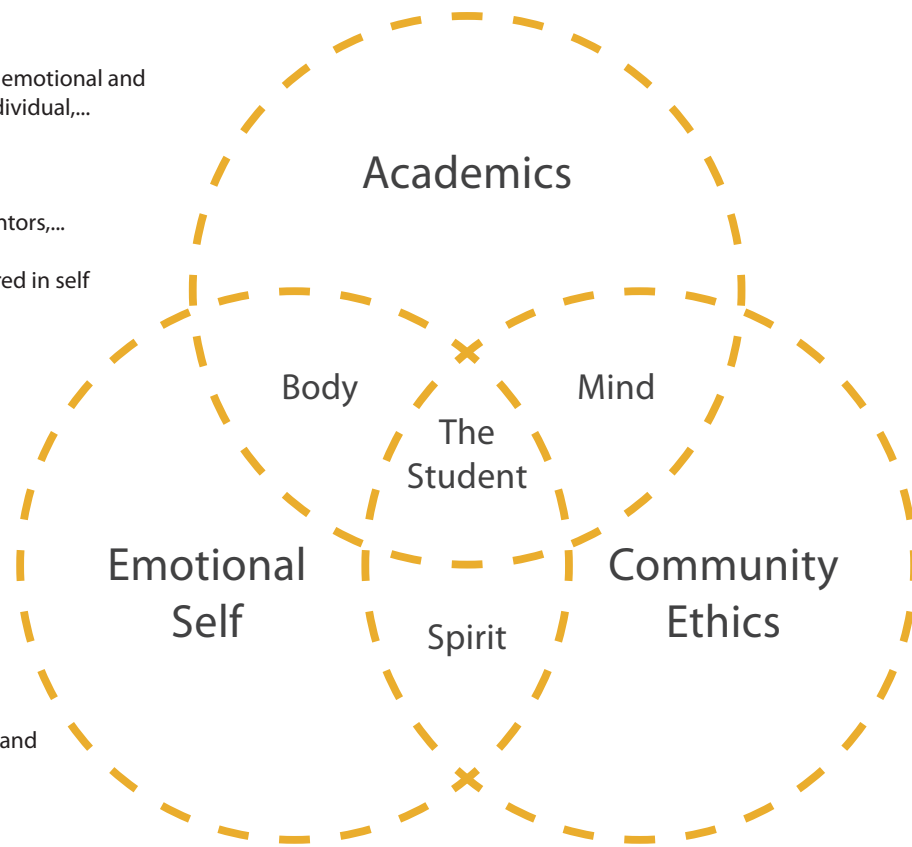 emotional and
dividual,...
Academics
ntors,...
red in self
Body
Mind
The
Student
Emotional
Self
Community
Ethics
Spirit
and